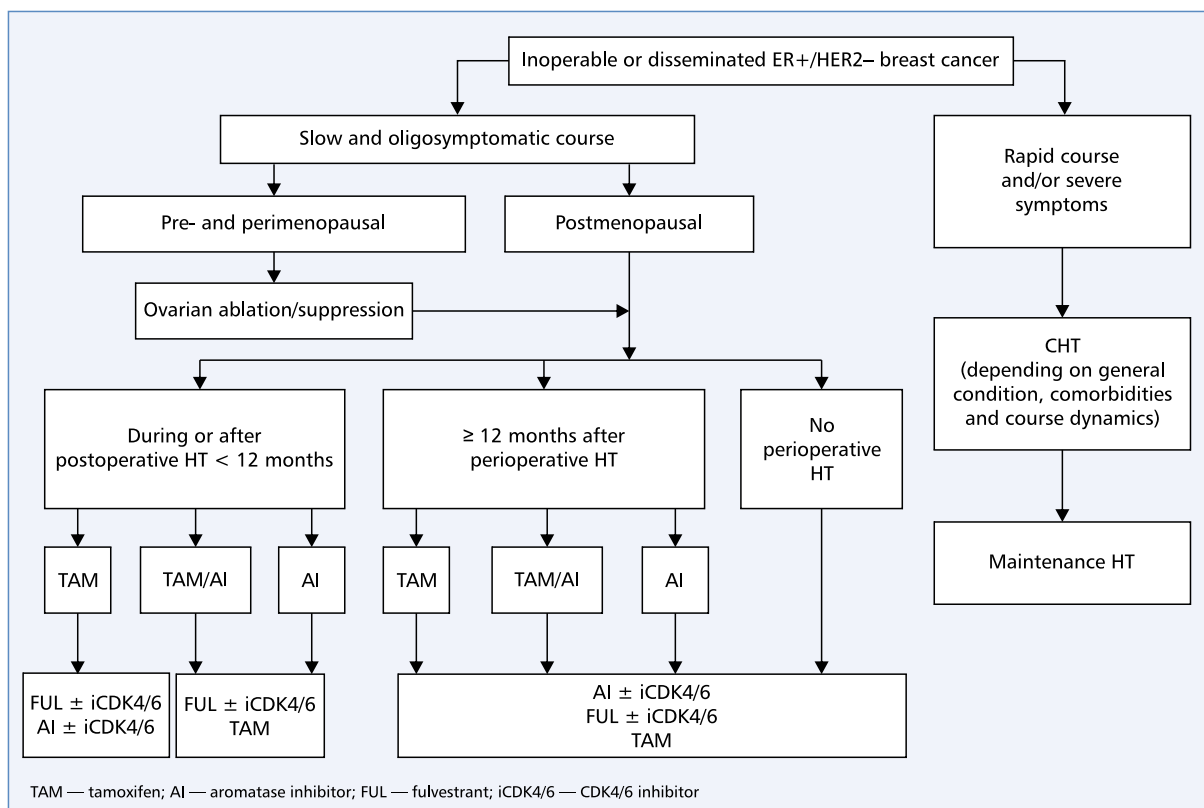 Inoperable or disseminated ER+/HER2– breast cancer
Slow and oligosymptomatic course
Rapid course
and/or severe
symptoms
Pre- and perimenopausal
Postmenopausal
Ovarian ablation/suppression
CHT
(depending on general
condition, comorbidities
and course dynamics)
During or after
postoperative HT < 12 months
≥ 12 months after
perioperative HT
No
perioperative
HT
Maintenance HT
TAM
TAM/AI
AI
TAM
TAM/AI
AI
FUL ± iCDK4/6
AI ± iCDK4/6
FUL ± iCDK4/6
TAM
AI ± iCDK4/6
FUL ± iCDK4/6
TAM
TAM — tamoxifen; AI — aromatase inhibitor; FUL — fulvestrant; iCDK4/6 — CDK4/6 inhibitor